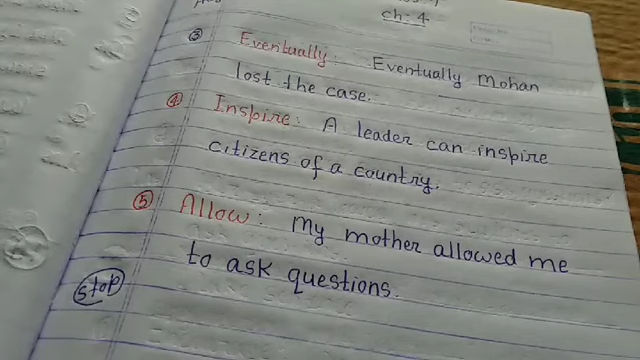 ch: 4
③ Eventually: Eventually Mohan
lost the case.
④ Inspire: A leader can inspire
citizens of a country.
⑤ Allow: My mother allowed me
to ask questions.
Stop